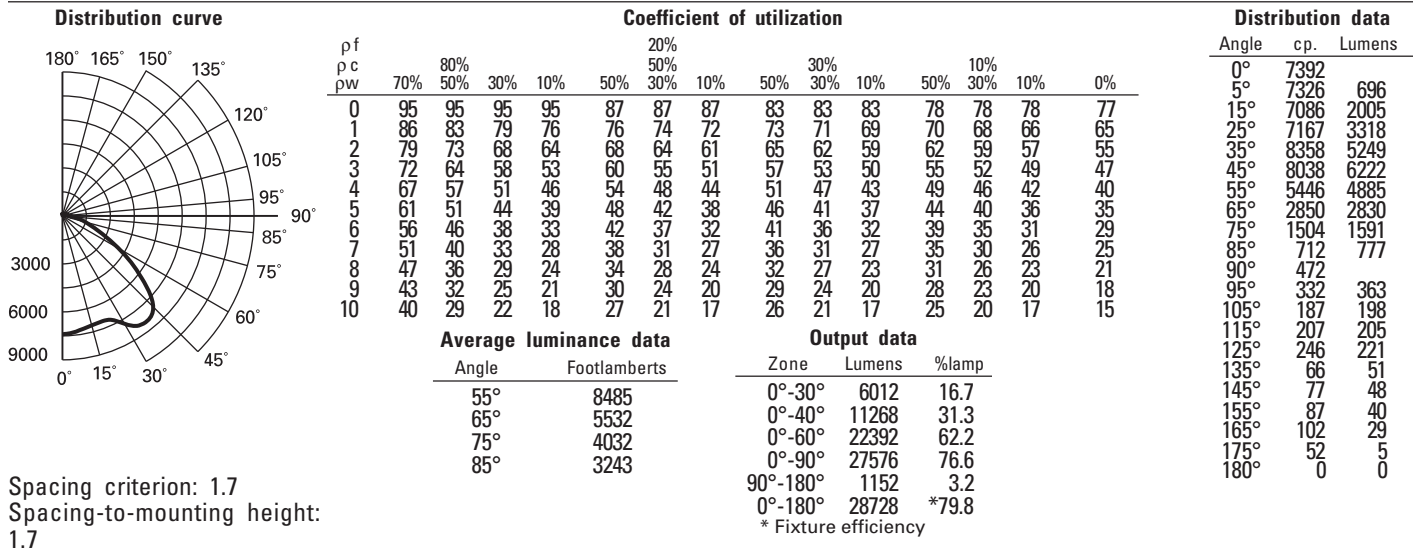 Distribution curve
180° 165° 150° 135°
120°
105°
95°
90°
85°
75°
60°
45°
30°
15°
0°
3000
6000
9000
Spacing criterion: 1.7
Spacing-to-mounting height:
1.7
Coefficient of utilization
ρf 20%
ρc 80% 50% 30% 10%
ρw 70% 50% 30% 10% 50% 30% 10% 50% 30% 10% 50% 30% 10% 0%
0 95 95 95 95 87 87 87 83 83 83 78 78 78 77
1 86 83 79 76 76 74 72 73 71 69 70 68 66 65
2 79 73 68 64 68 64 61 65 62 59 62 59 57 55
3 72 64 58 53 60 55 51 57 53 50 55 52 49 47
4 67 57 51 46 54 48 44 51 47 43 49 46 42 40
5 61 51 44 39 48 42 38 46 41 37 44 40 36 35
6 56 46 38 33 42 37 32 41 36 32 39 35 31 29
7 51 40 33 28 38 31 27 36 31 27 35 30 26 25
8 47 36 29 24 34 28 24 32 27 23 31 26 23 21
9 43 32 25 21 30 24 20 29 24 20 28 23 20 18
10 40 29 22 18 27 21 17 26 21 17 25 20 17 15
Average luminance data
Angle Footlamberts
55° 8485
65° 5532
75° 4032
85° 3243
Output data
Zone Lumens %lamp
0°-30° 6012 16.7
0°-40° 11268 31.3
0°-60° 22392 62.2
0°-90° 27576 76.6
90°-180° 1152 3.2
0°-180° 28728 *79.8
* Fixture efficiency
Distribution data
Angle cp. Lumens
0° 7392
5° 7326 696
15° 7086 2005
25° 7167 3318
35° 8358 5249
45° 8038 6222
55° 5446 4885
65° 2850 2830
75° 1504 1591
85° 712 777
90° 472
95° 332 363
105° 187 198
115° 207 205
125° 246 221
135° 66 51
145° 77 48
155° 87 40
165° 102 29
175° 52 5
180° 0 0